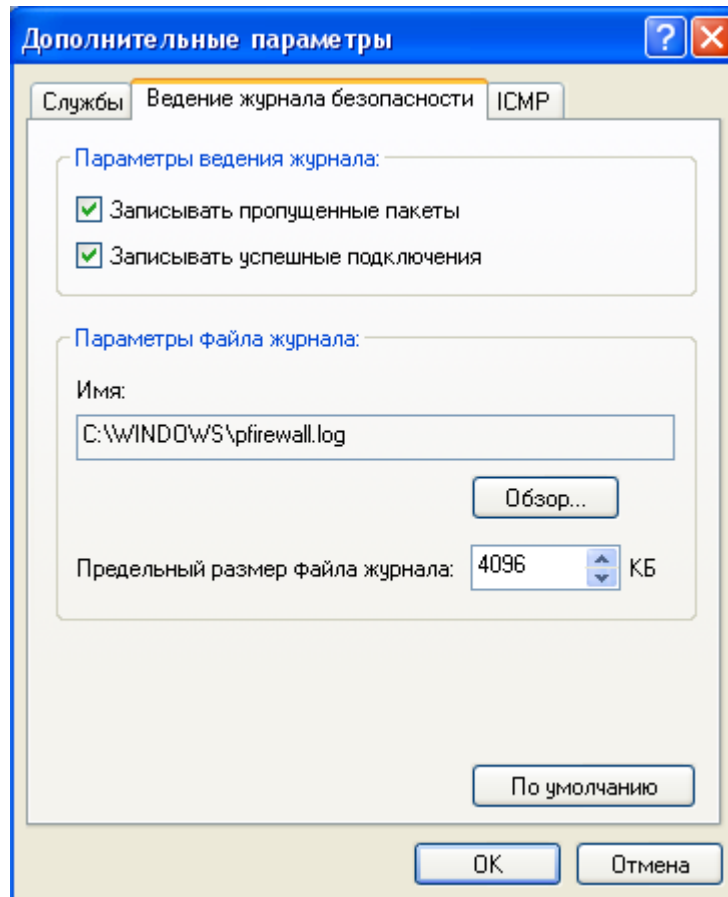 Дополнительные параметры
Службы Ведение журнала безопасности ICMP
Параметры ведения журнала:
Записывать пропущенные пакеты
Записывать успешные подключения
Параметры файла журнала:
Имя:
C:\WINDOWS\pfirewall.log
Обзор...
Предельный размер файла журнала: 4096 КБ
По умолчанию
OK Отмена